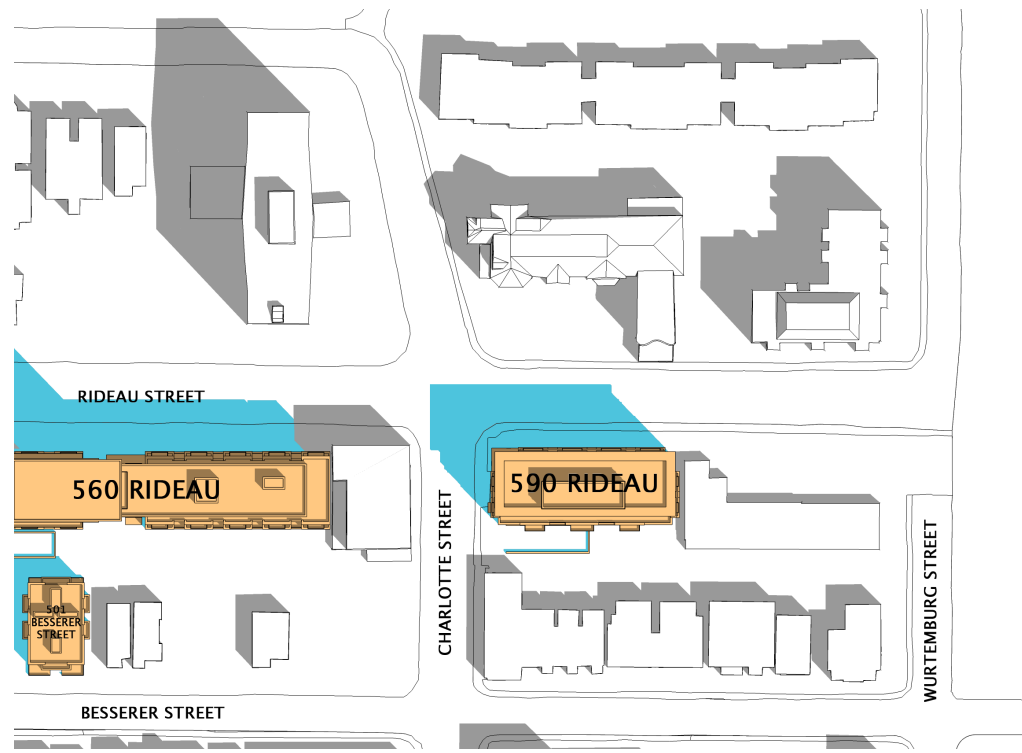 RIDEAU STREET
560 RIDEAU
590 RIDEAU
CHARLOTTE STREET
WURTEMBURG STREET
501
BESSERER
STREET
BESSERER STREET